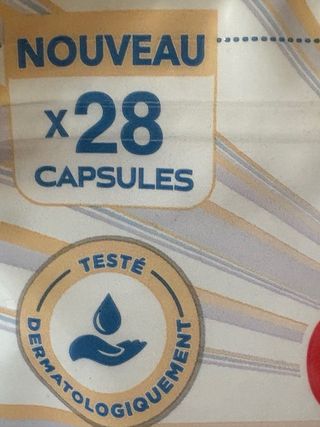 NOUVEAU
x28
CAPSULES
TESTÉ
DERMATOLOGIQUEMENT